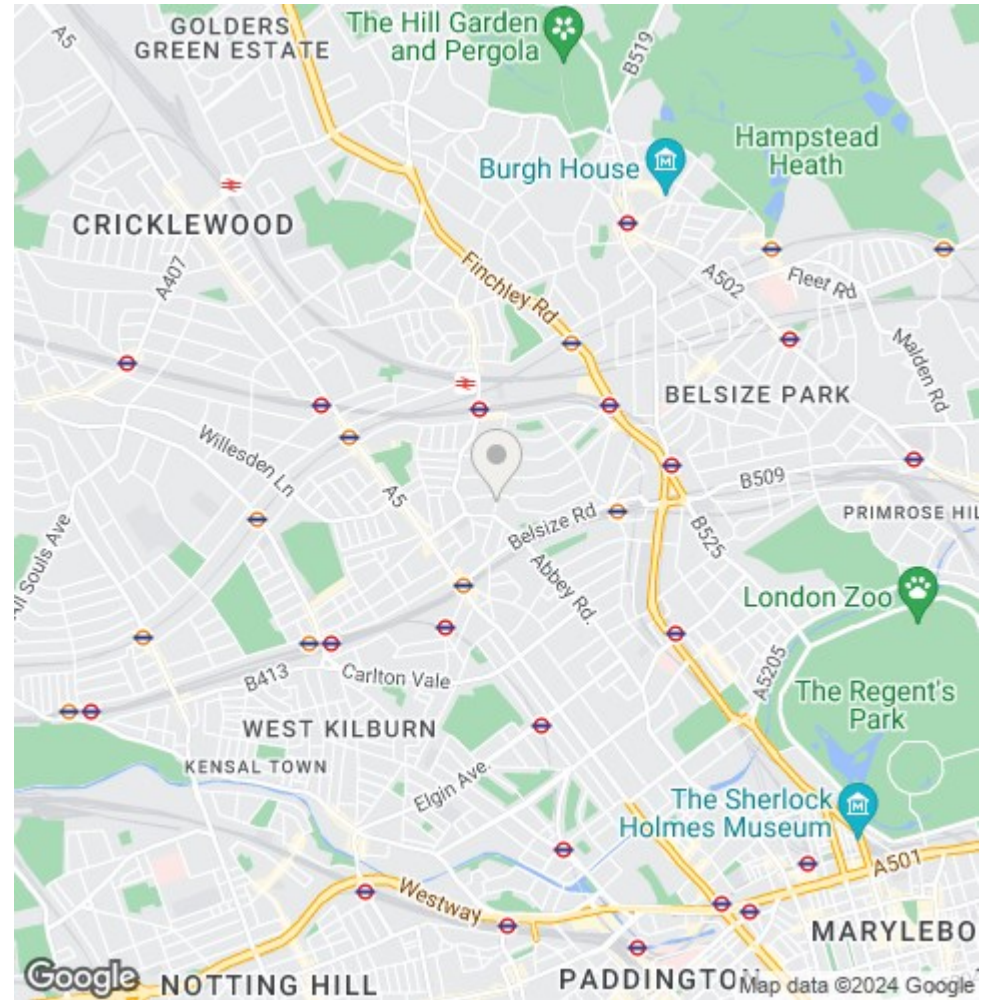 GOLDERS
GREEN ESTATE
A5
The Hill Garden
and Pergola
B519
Burgh House
M
Hampstead
Heath
CRICKLEWOOD
A407
Finchley Rd
A502
Fleet Rd
Malden Rd
BELSIZE PARK
Willesden Ln
A5
B509
Belsize Rd
B525
PRIMROSE HIL
All Souls Ave
Abbey Rd.
London Zoo
B413
Carlton Vale
A5205
The Regent's
Park
WEST KILBURN
KENSAL TOWN
Elgin Ave.
The Sherlock
Holmes Museum
M
A501
Westway
MARYLEBO
Google
NOTTING HILL
PADDINGTON
Map data ©2024 Google